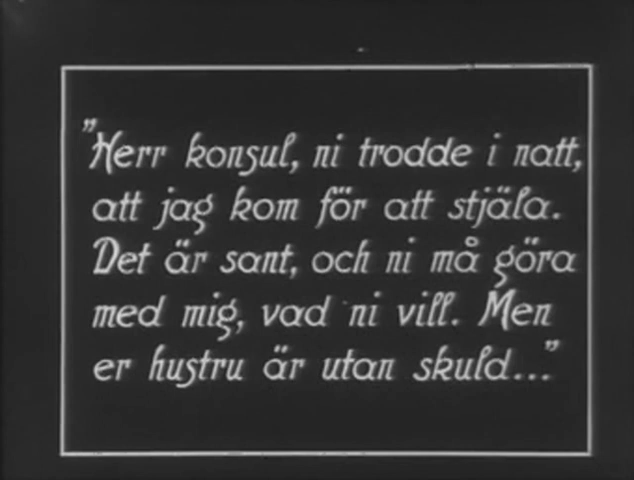 "Herr konsul, ni trodde i natt,
att jag kom för att stjäla.
Det är sant, och ni må göra
med mig, vad ni vill. Men
er hustru är utan skuld..."